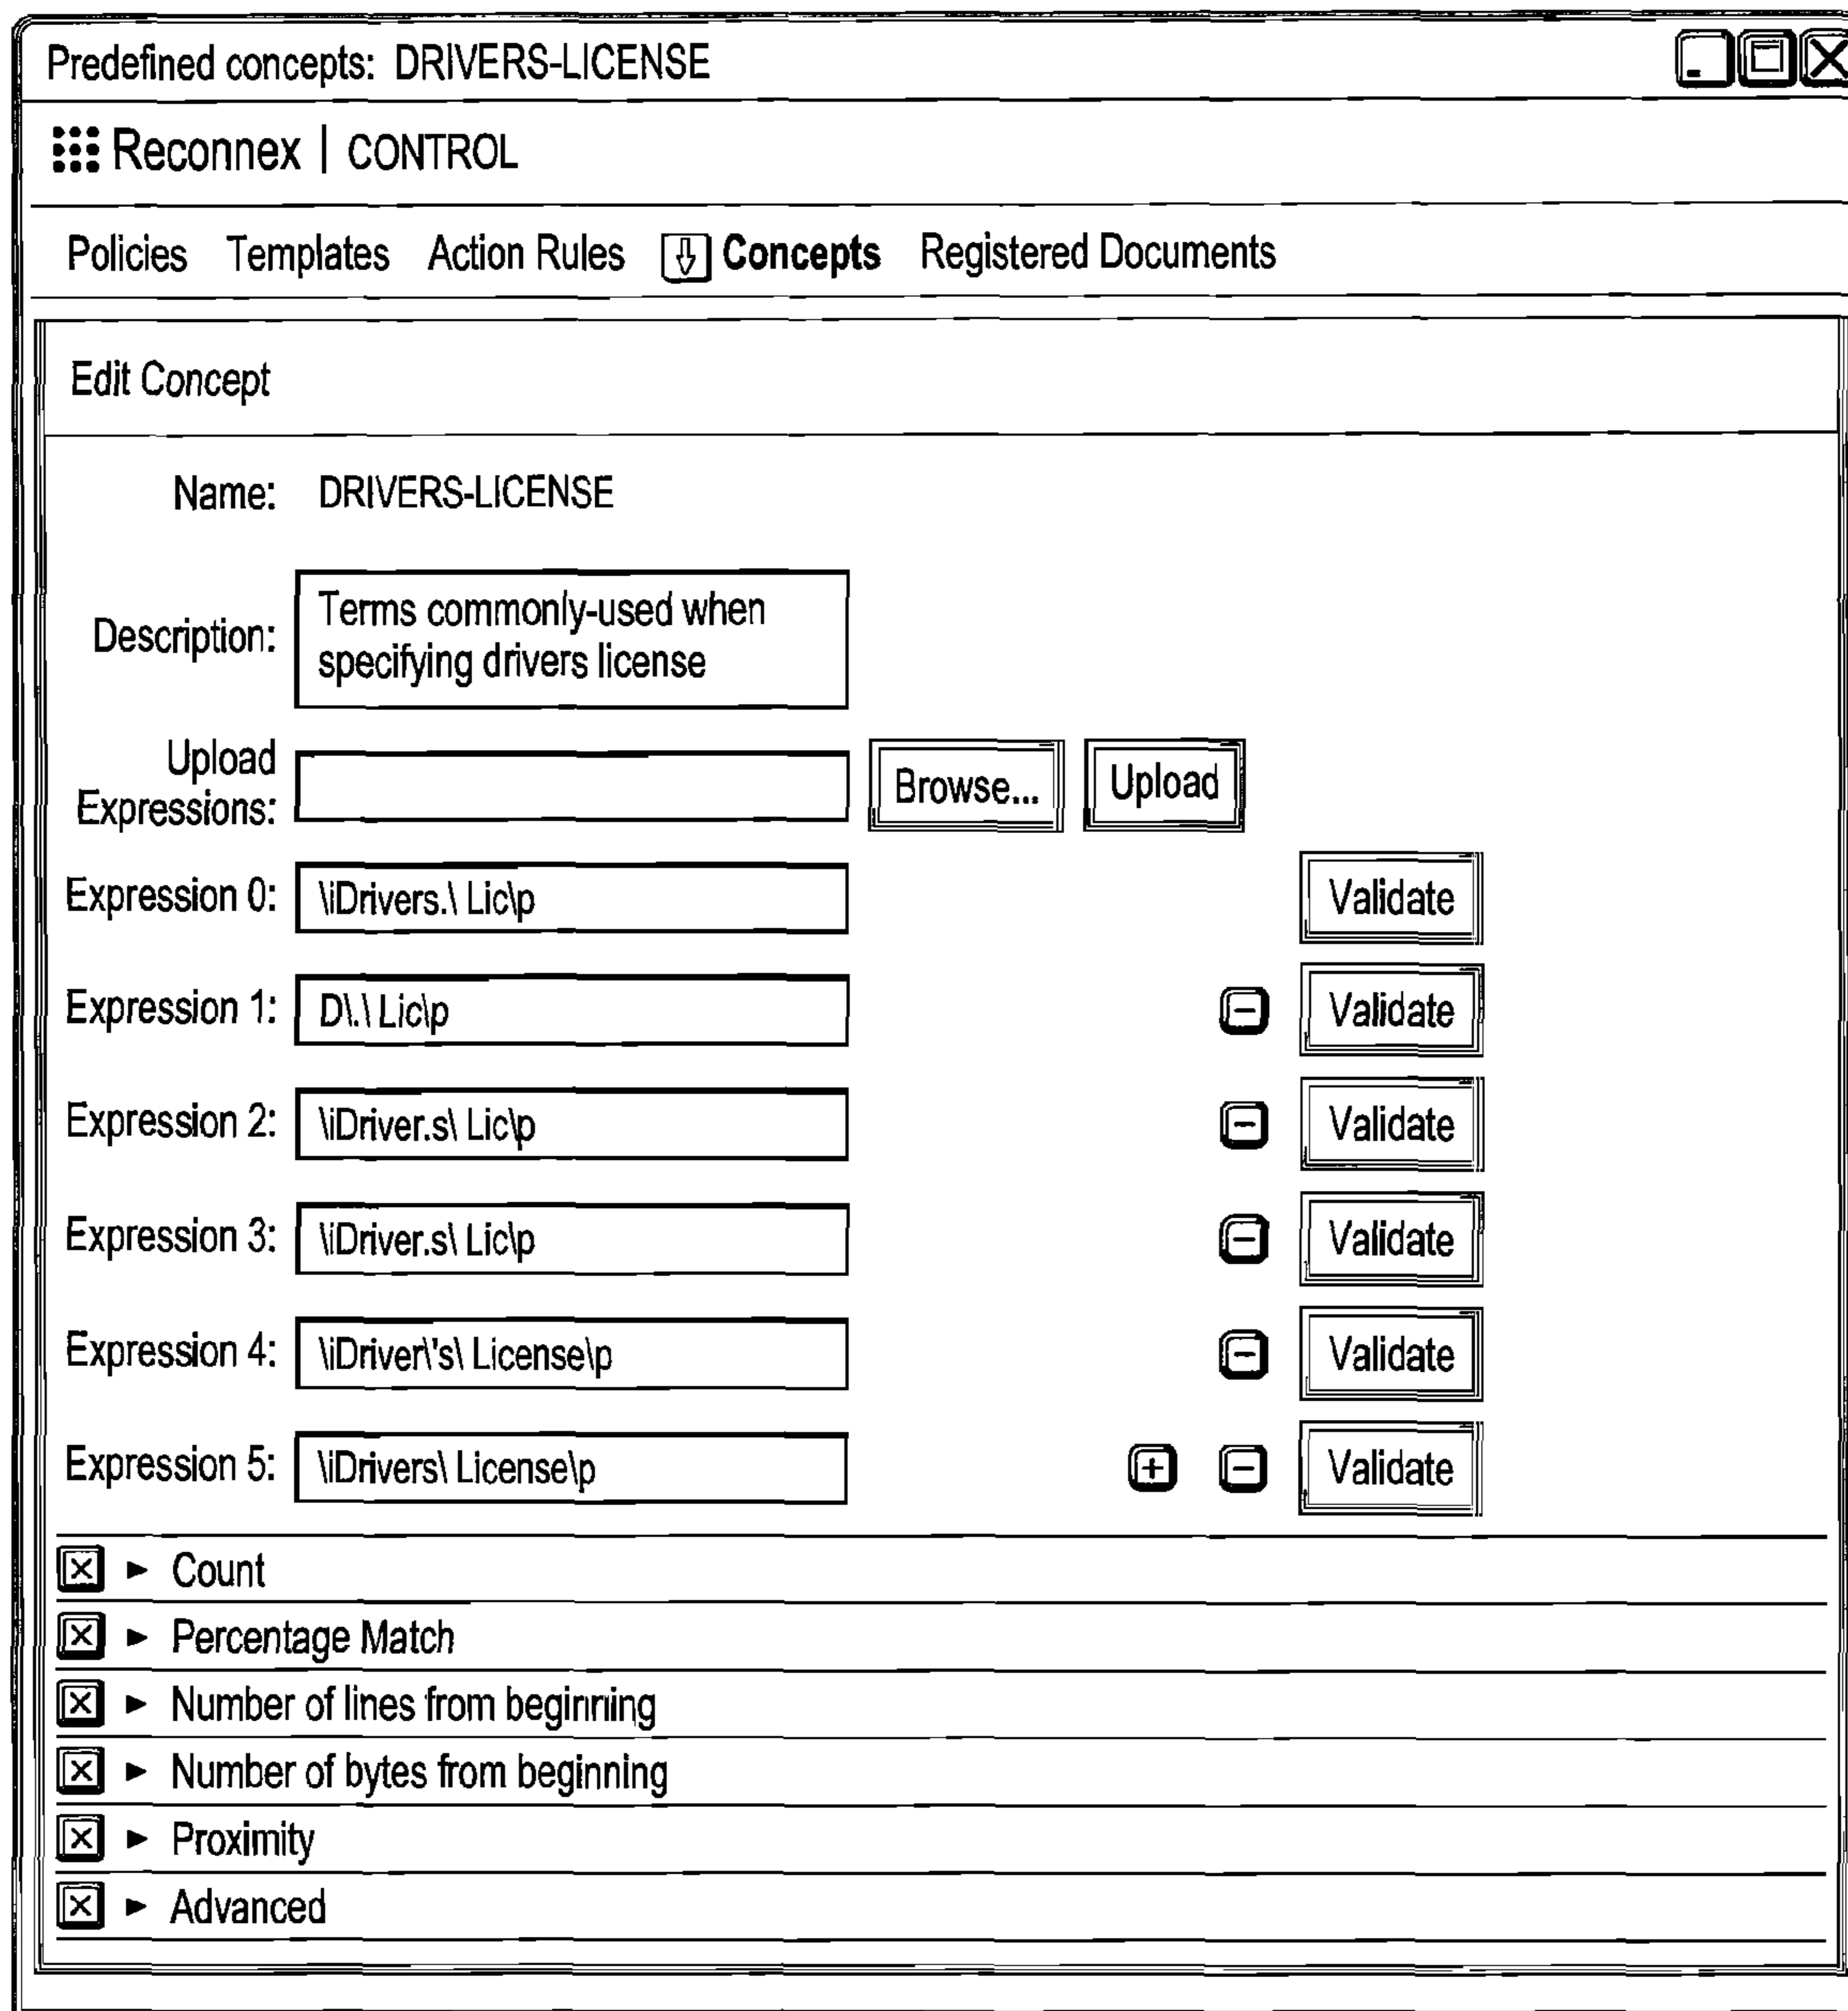 Predefined concepts: DRIVERS-LICENSE
Reconnex | CONTROL
Policies Templates Action Rules Concepts Registered Documents
Edit Concept
Name: DRIVERS-LICENSE
Description: Terms commonly-used when
specifying drivers license
Upload
Expressions: Browse... Upload
Expression 0: \iDrivers.\ Lic\p Validate
Expression 1: D\.\ Lic\p Validate
Expression 2: \iDriver.s\ Lic\p Validate
Expression 3: \iDriver.s\ Lic\p Validate
Expression 4: \iDriver\'s\ License\p Validate
Expression 5: \iDrivers\ License\p + - Validate
Count
Percentage Match
Number of lines from beginning
Number of bytes from beginning
Proximity
Advanced